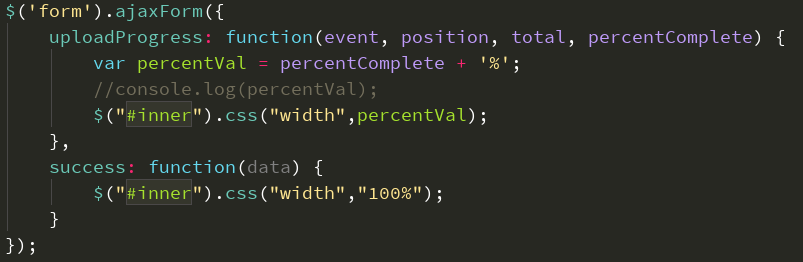 $('form').ajaxForm({
    uploadProgress: function(event, position, total, percentComplete) {
        var percentVal = percentComplete + '%';
        //console.log(percentVal);
        $("#inner").css("width",percentVal);
    },
    success: function(data) {
        $("#inner").css("width","100%");
    }
});